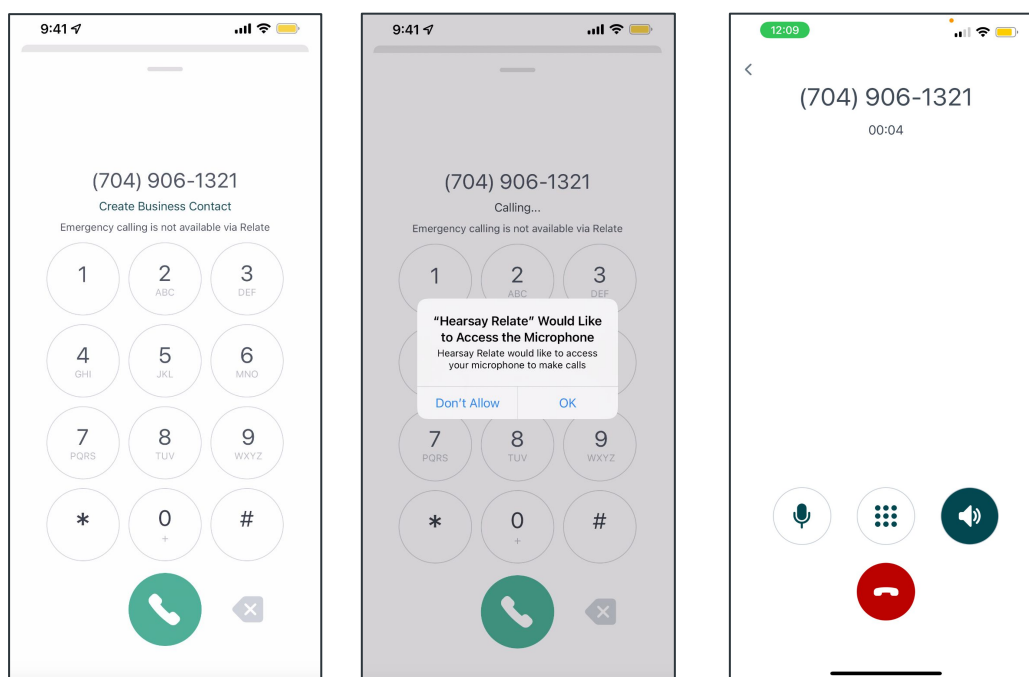 9:41
(704) 906-1321
Create Business Contact
Emergency calling is not available via Relate
1 2 3
ABC DEF
4 5 6
GHI JKL MNO
7 8 9
PQRS TUV WXYZ
* 0 #
+
9:41
(704) 906-1321
Calling...
Emergency calling is not available via Relate
1 2 3
ABC DEF
“Hearsay Relate” Would Like
to Access the Microphone
Hearsay Relate would like to access
your microphone to make calls
Don’t Allow OK
7 8 9
PQRS TUV WXYZ
* 0 #
+
12:09
(704) 906-1321
00:04